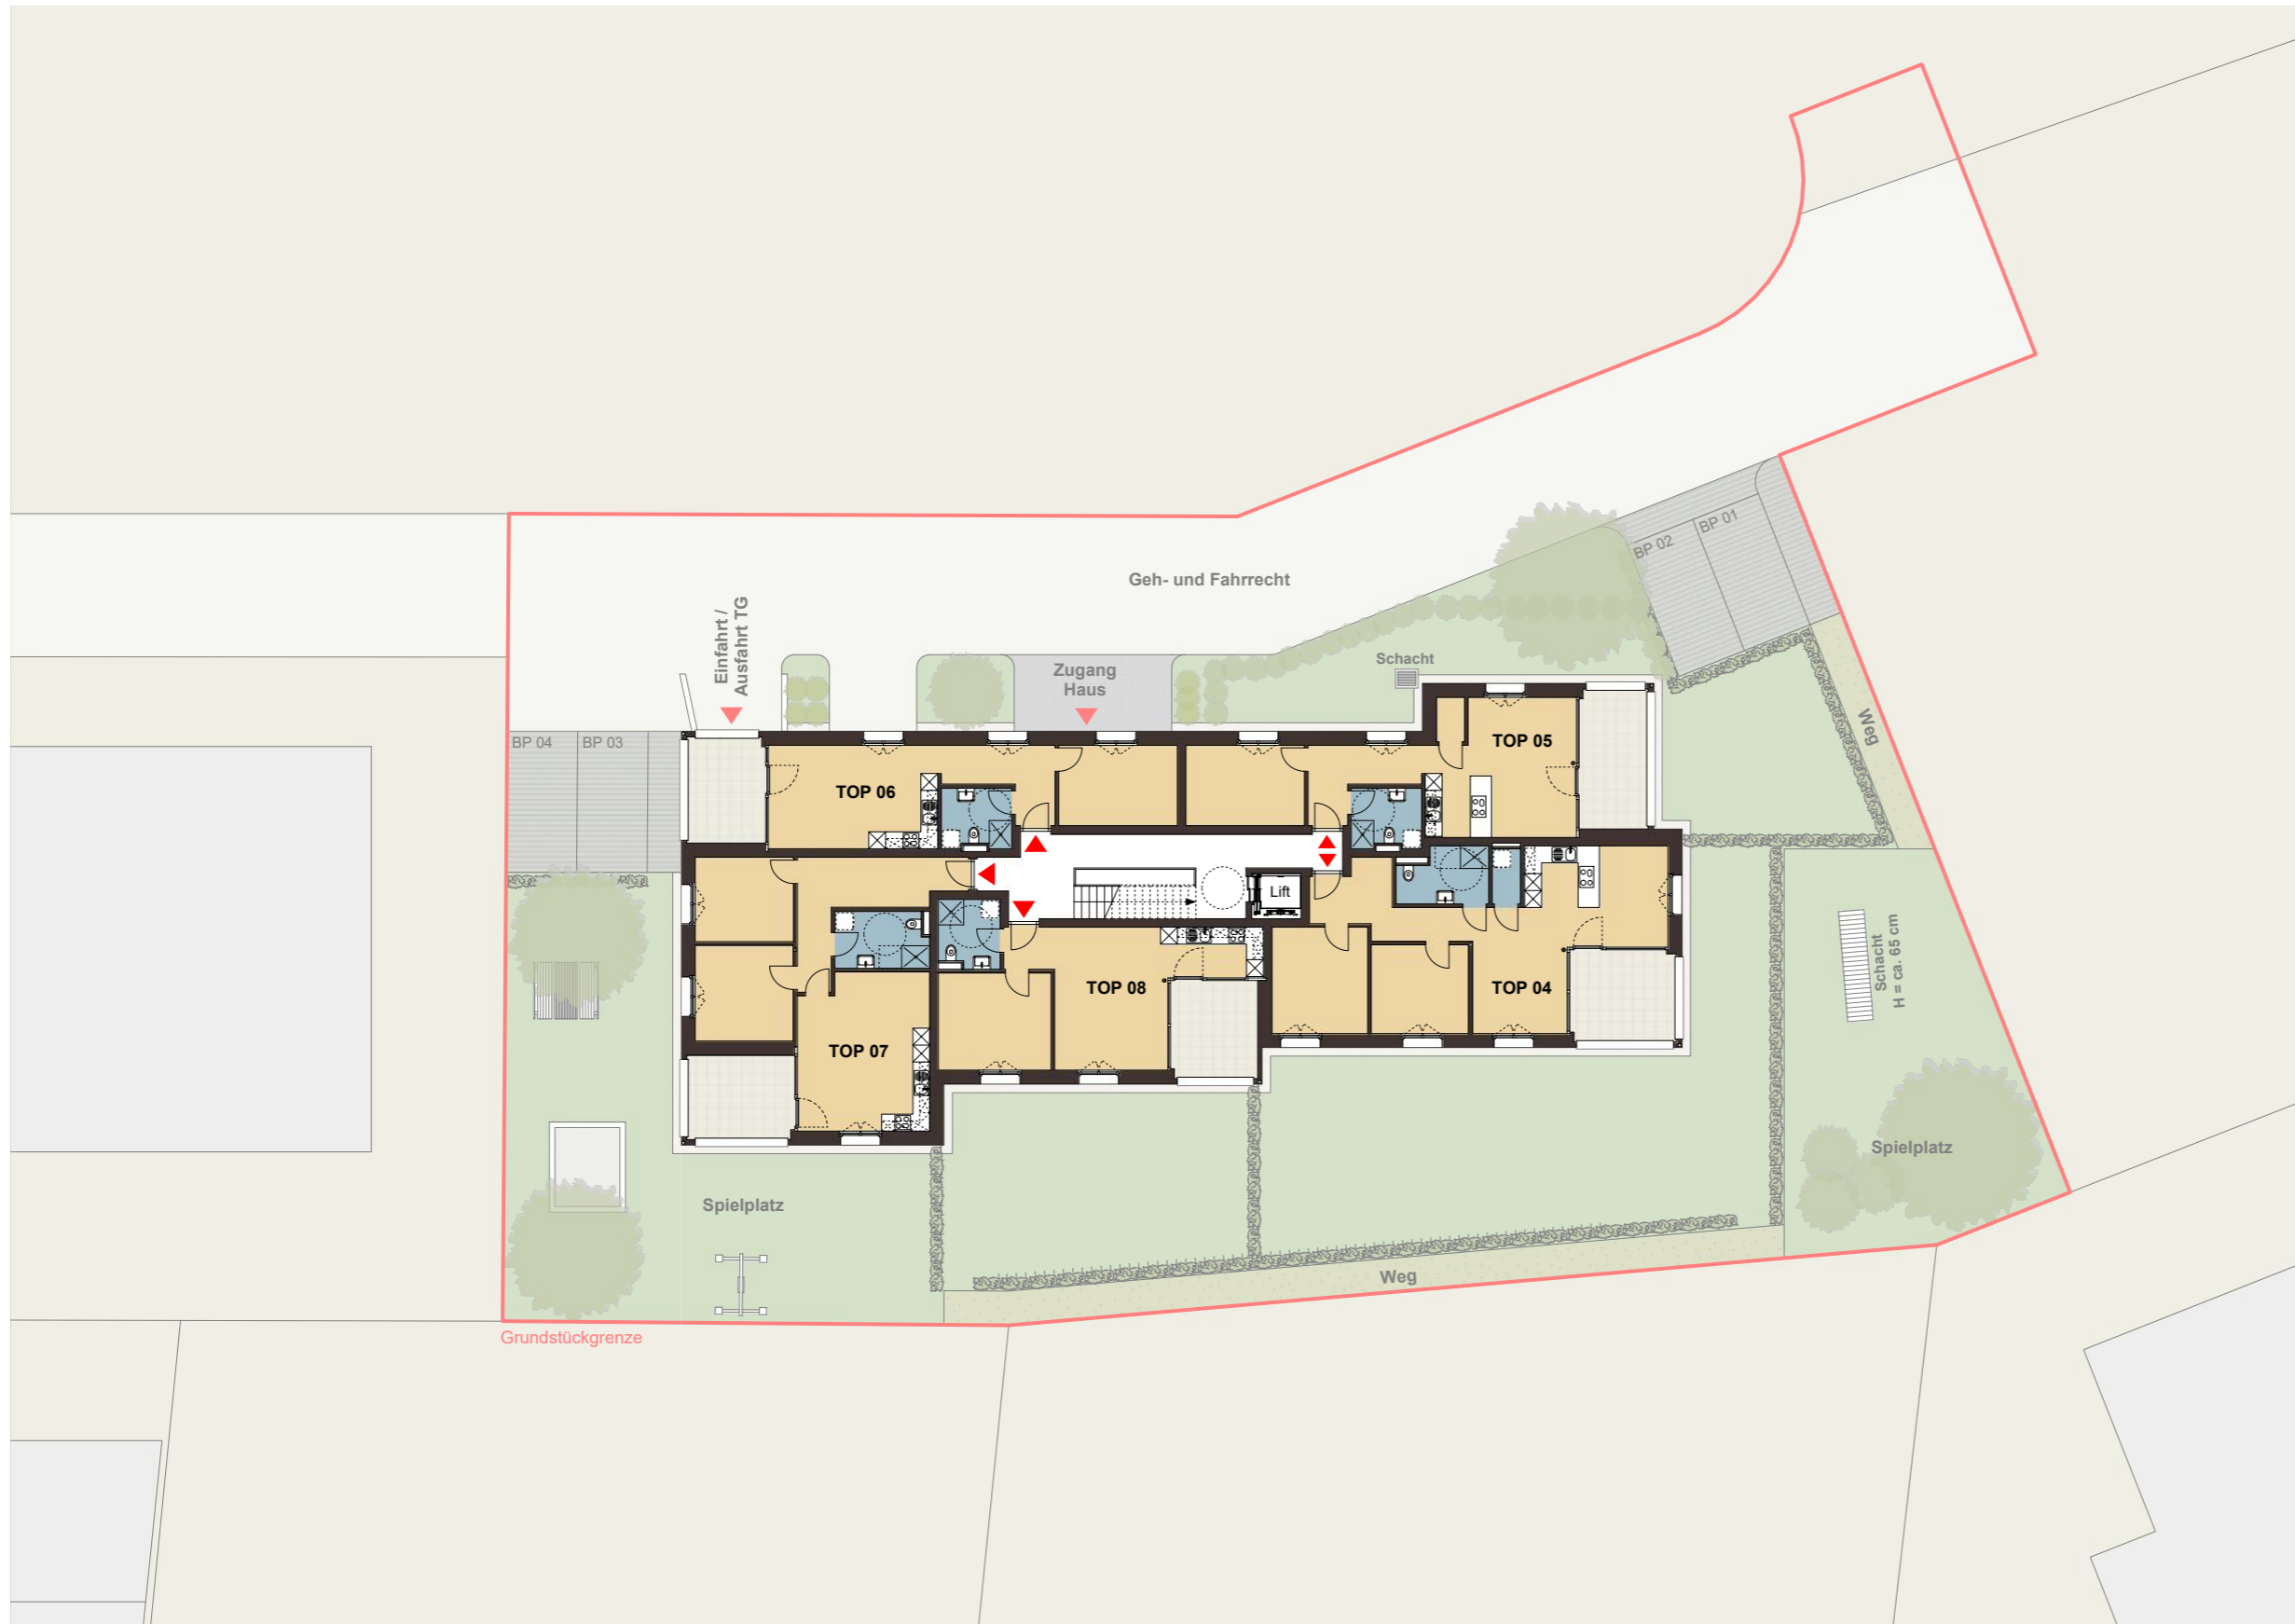 BP 01
BP 02
Geh- und Fahrrecht
Einfahrt /
Ausfahrt TG
Zugang
Haus
Schacht
Weg
BP 04
BP 03
TOP 05
TOP 06
Lift
TOP 08
TOP 04
Schacht
H = ca. 65 cm
TOP 07
Spielplatz
Spielplatz
Weg
Grundstückgrenze